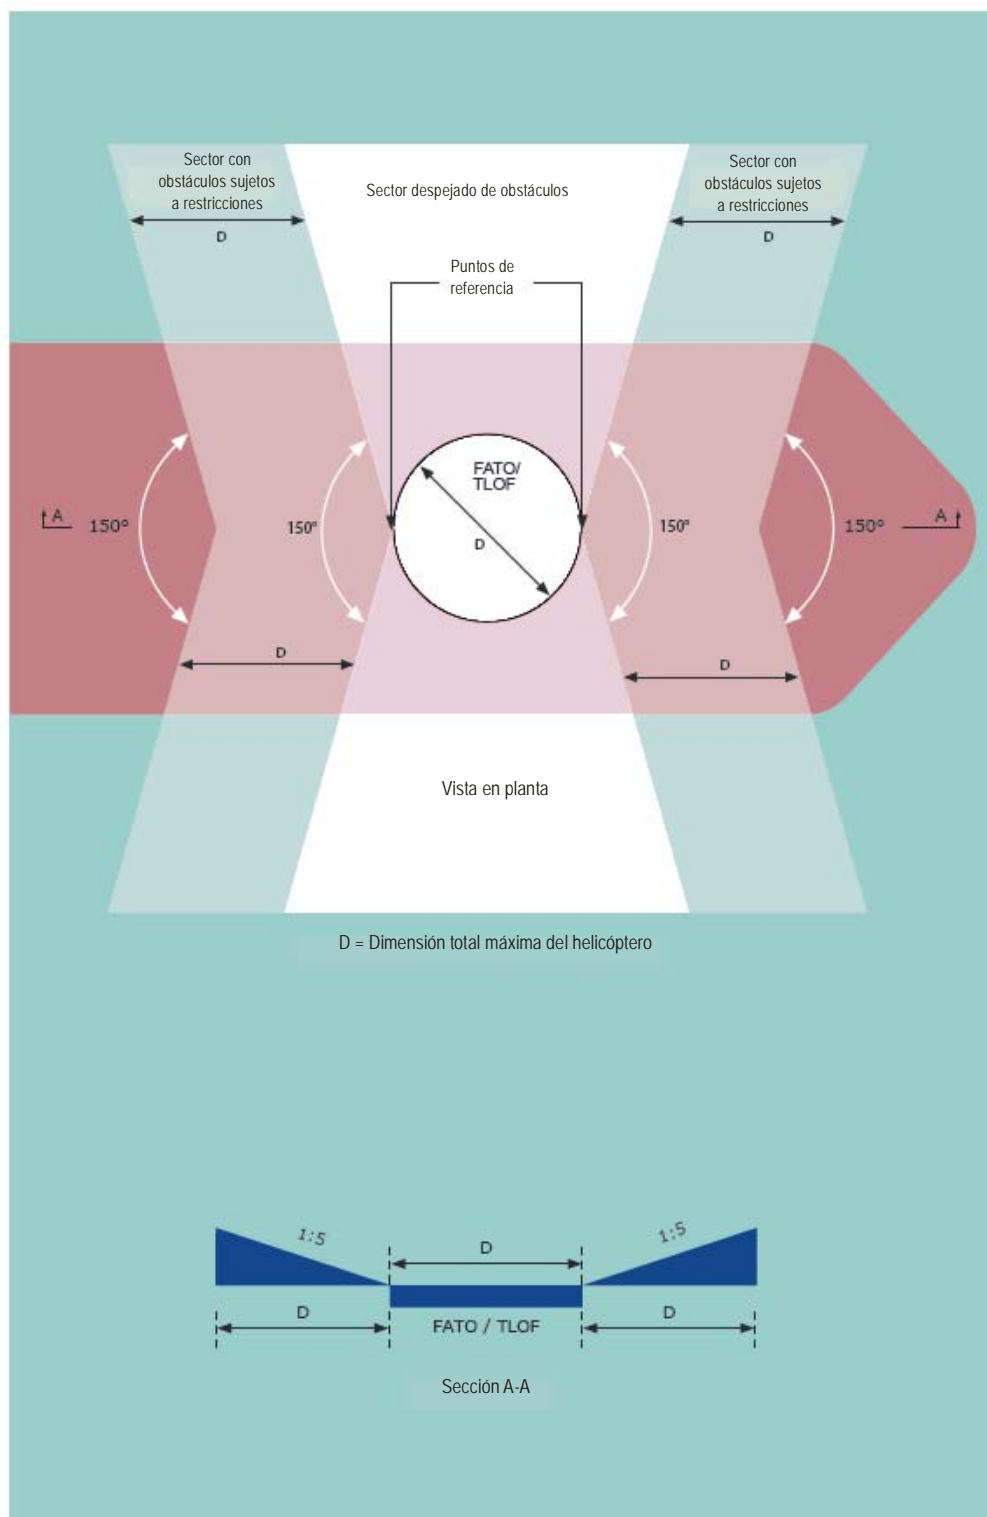 Sector con
obstáculos sujetos
a restricciones
D
Sector despejado de obstáculos
Sector con
obstáculos sujetos
a restricciones
D
Puntos de
referencia
FATO/
TLOF
D
A
150°
150°
150°
150°
A
D
D
Vista en planta
D = Dimensión total máxima del helicóptero
1:5
D
1:5
D
FATO / TLOF
D
Sección A-A